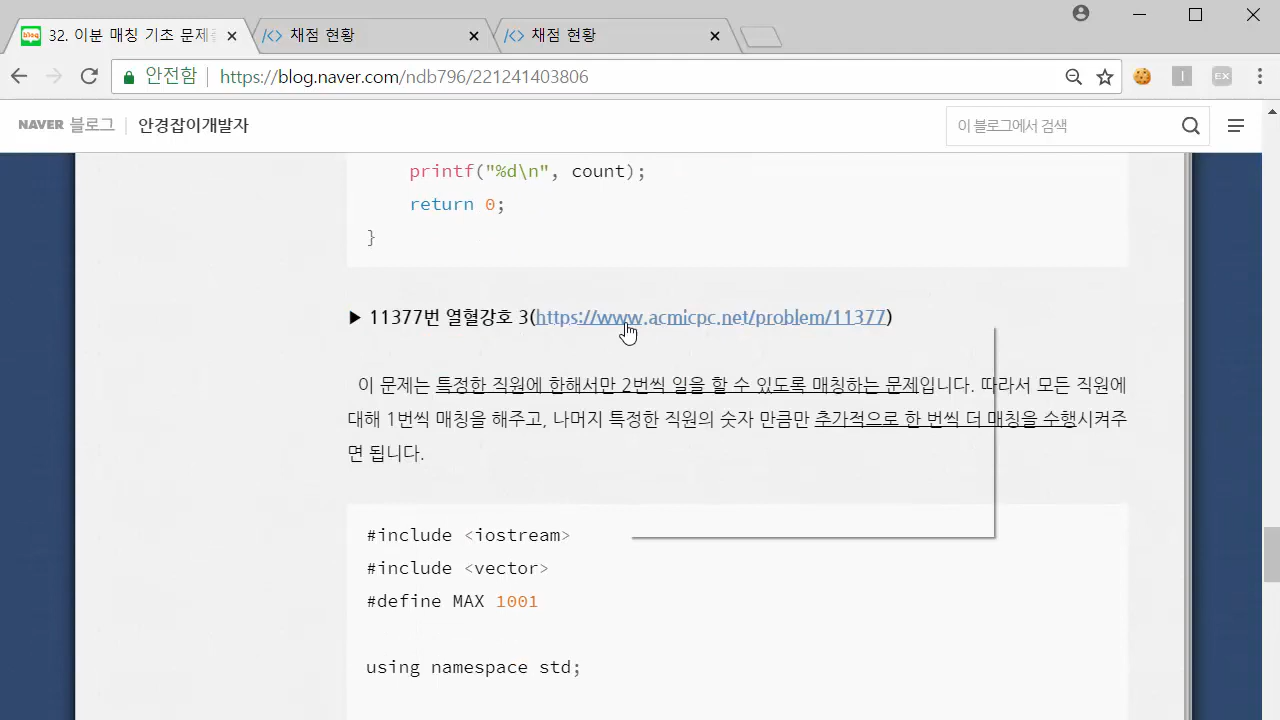 32. 이분 매칭 기초 문제
채점 현황
채점 현황
안전함
https://blog.naver.com/ndb796/221241403806
NAVER 블로그
안경잡이개발자
이 블로그에서 검색
printf("%d\n", count);
return 0;
}
▶ 11377번 열혈강호 3(https://www.acmicpc.net/problem/11377)
이 문제는 특정한 직원에 한해서만 2번씩 일을 할 수 있도록 매칭하는 문제입니다. 따라서 모든 직원에
대해 1번씩 매칭을 해주고, 나머지 특정한 직원의 숫자 만큼만 추가적으로 한 번씩 더 매칭을 수행시켜주
면 됩니다.
#include <iostream>
#include <vector>
#define MAX 1001
using namespace std;